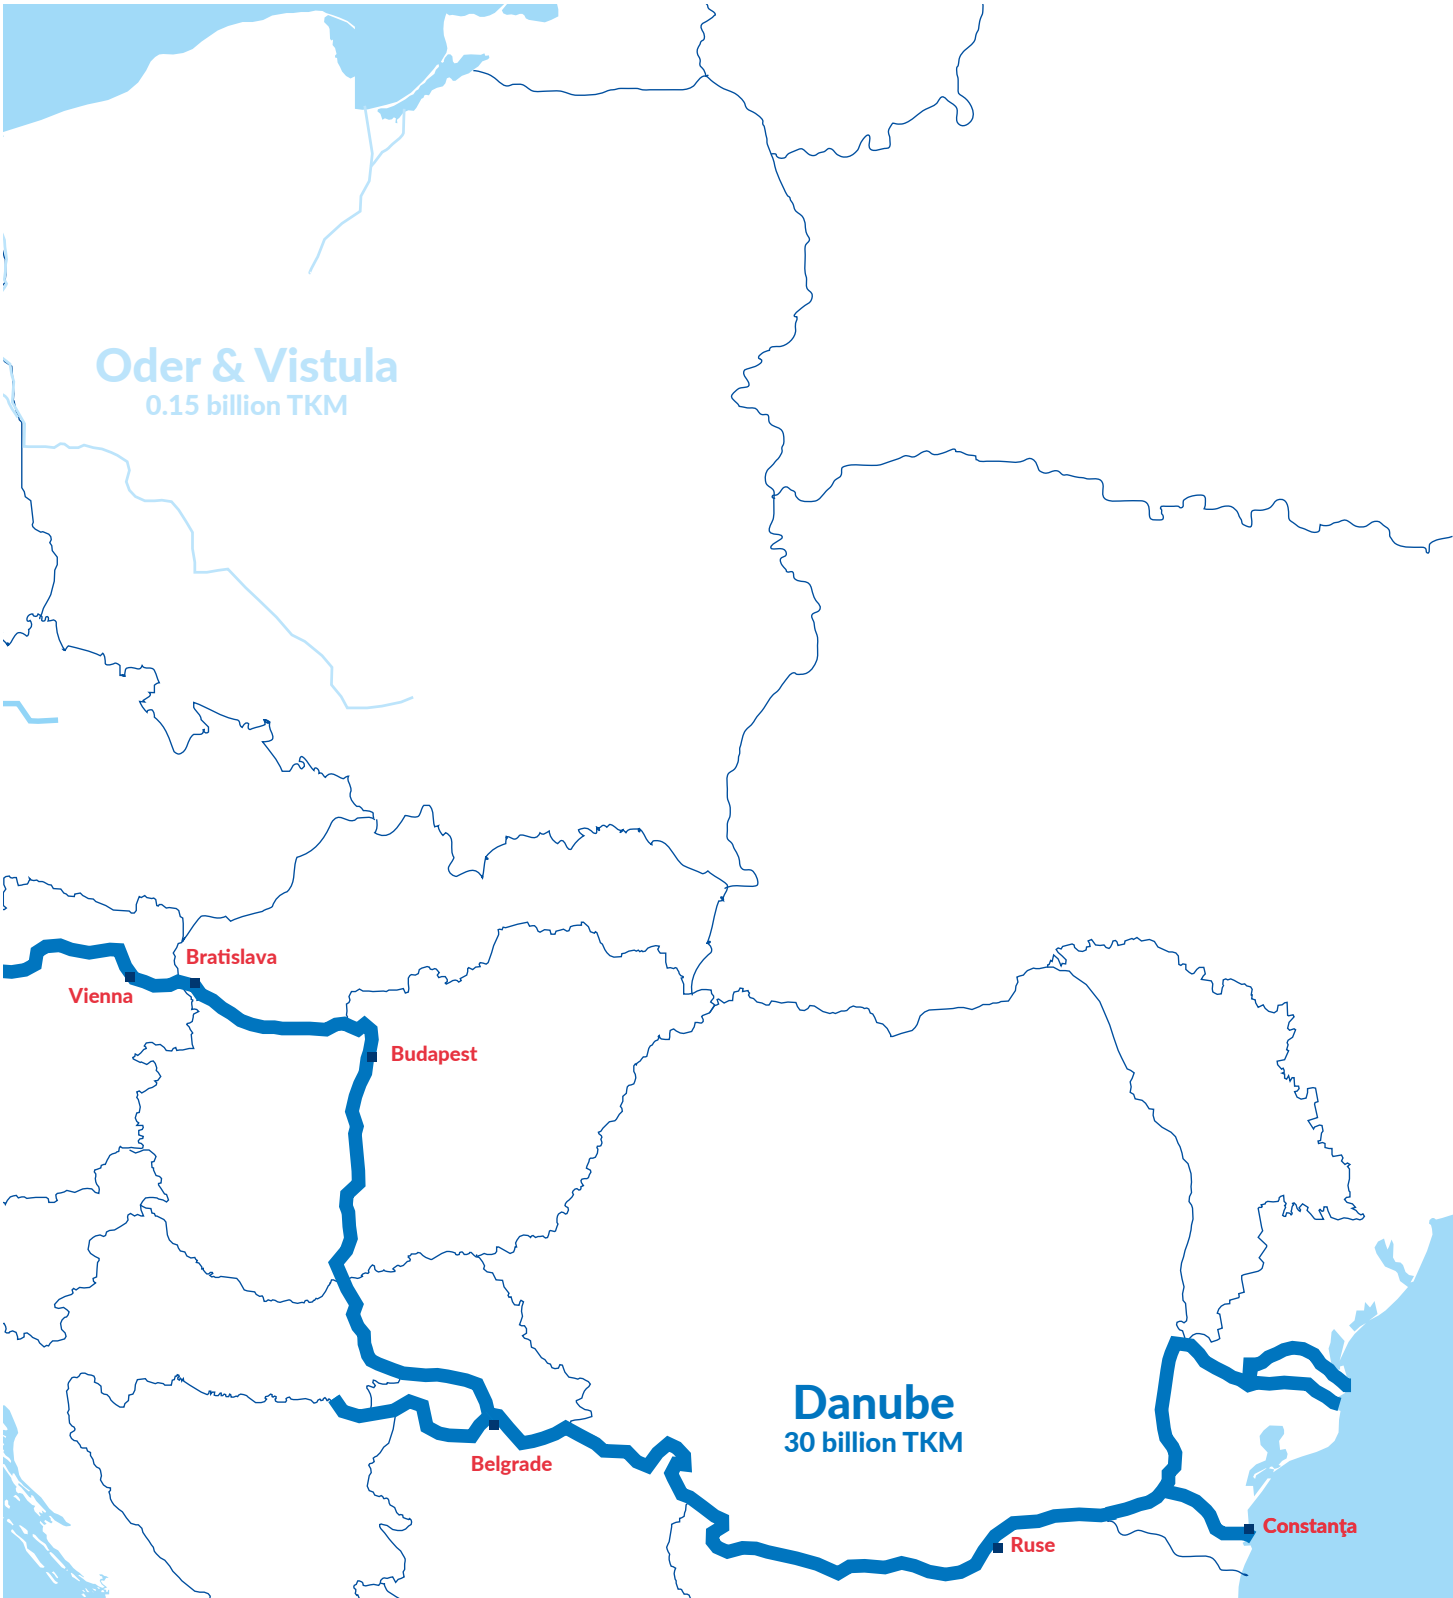 Oder & Vistula
0.15 billion TKM
Bratislava
Vienna
Budapest
Danube
30 billion TKM
Belgrade
Constanţa
Ruse